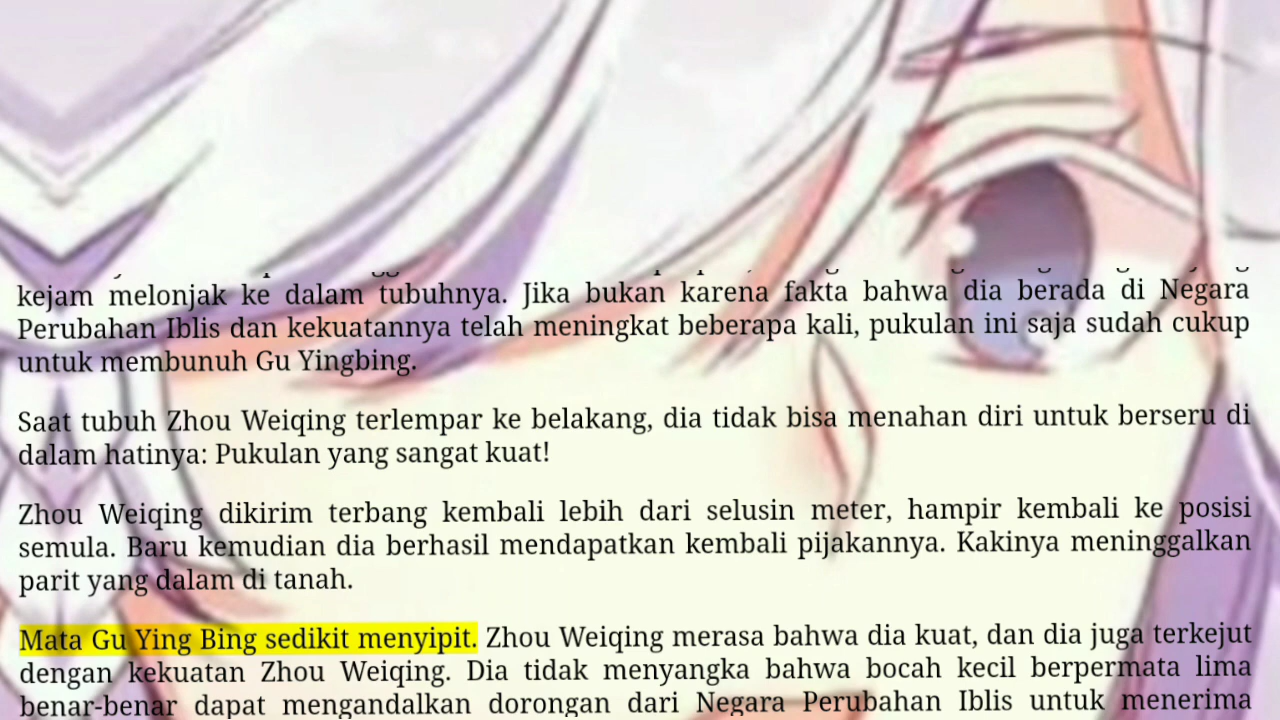 kejam melonjak ke dalam tubuhnya. Jika bukan karena fakta bahwa dia berada di Negara
Perubahan Iblis dan kekuatannya telah meningkat beberapa kali, pukulan ini saja sudah cukup
untuk membunuh Gu Yingbing.
Saat tubuh Zhou Weiqing terlempar ke belakang, dia tidak bisa menahan diri untuk berseru di
dalam hatinya: Pukulan yang sangat kuat!
Zhou Weiqing dikirim terbang kembali lebih dari selusin meter, hampir kembali ke posisi
semula. Baru kemudian dia berhasil mendapatkan kembali pijakannya. Kakinya meninggalkan
parit yang dalam di tanah.
Mata Gu Ying Bing sedikit menyipit. Zhou Weiqing merasa bahwa dia kuat, dan dia juga terkejut
dengan kekuatan Zhou Weiqing. Dia tidak menyangka bahwa bocah kecil berpermata lima
benar-benar dapat mengandalkan dorongan dari Negara Perubahan Iblis untuk menerima